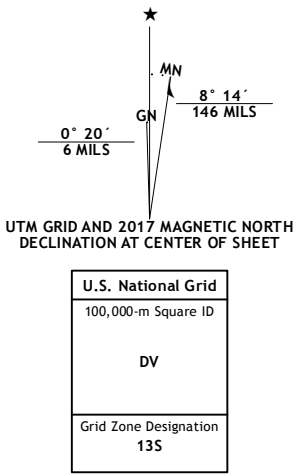 MN
GN
8° 14´
146 MILS
0° 20´
6 MILS
UTM GRID AND 2017 MAGNETIC NORTH
DECLINATION AT CENTER OF SHEET
U.S. National Grid
100,000-m Square ID
DV
Grid Zone Designation
13S